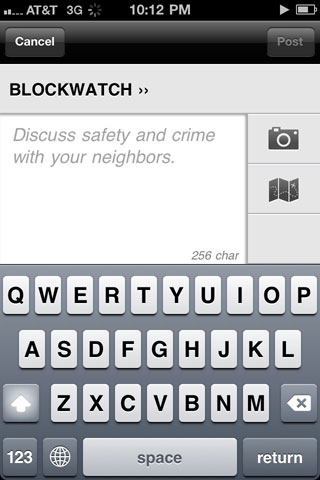 AT&T 3G 10:12 PM
Cancel Post
BLOCKWATCH ››
Discuss safety and crime
with your neighbors.
256 char
Q W E R T Y U I O P
A S D F G H J K L
Z X C V B N M
123 space return